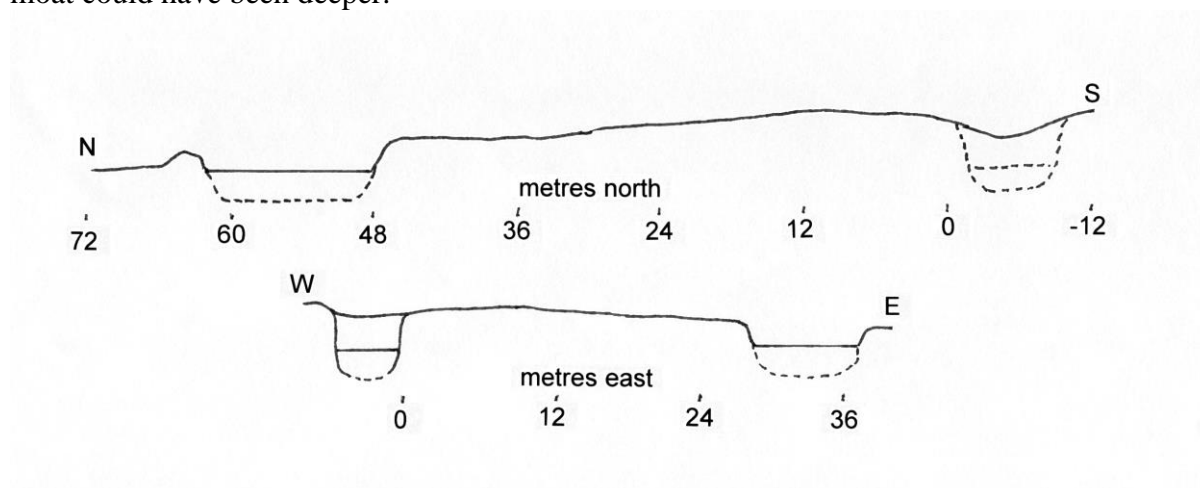 moat could have been deeper.
N
S
metres north
72 60 48 36 24 12 0 -12
W
E
metres east
0 12 24 36